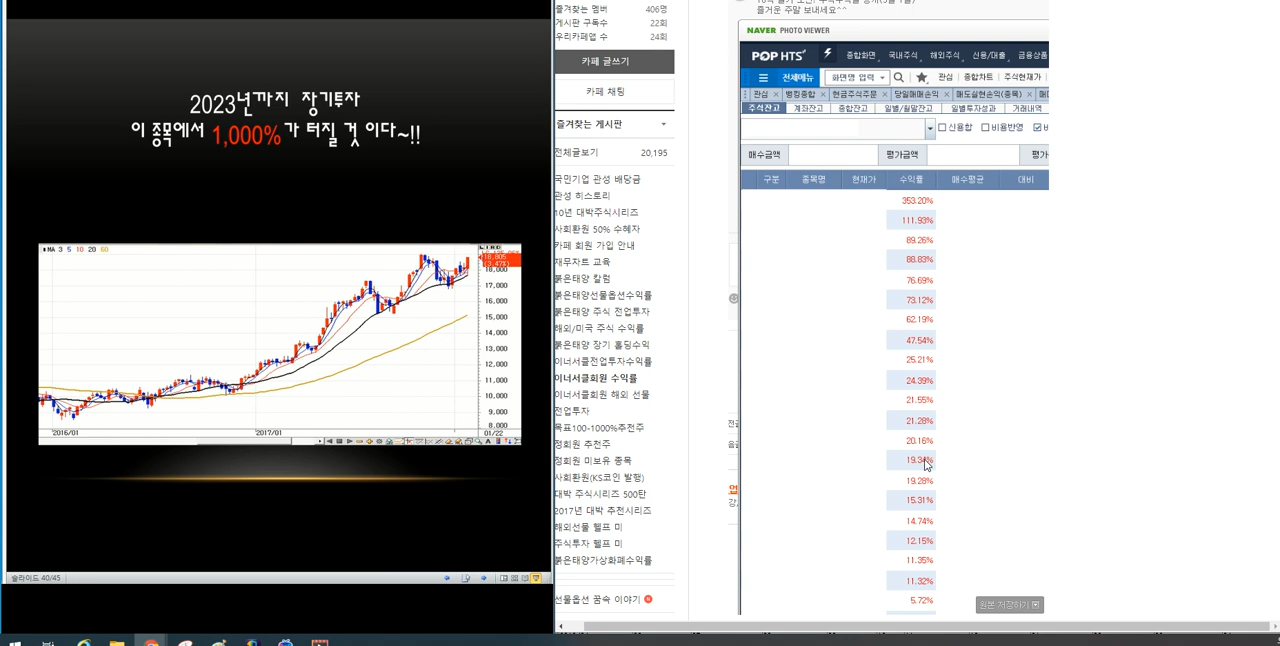 2023년까지 장기투자
이 종목에서 1,000%가 터질 것 이다~!!
MA 3 5 10 20 60
18,805
(3.47%)
18,000
17,000
16,000
15,000
14,000
13,000
12,000
11,000
10,000
9,000
8,000
2016/01
2017/01
01/22
슬라이드 40/45
즐겨찾는 멤버 406명
게시판 구독수 22회
우리카페앱 수 24회
카페 글쓰기
카페 채팅
즐겨찾는 게시판
전체글보기 20,195
국민기업 관성 배당금
관성 히스토리
10년 대박주식시리즈
사회환원 50% 수혜자
카페 회원 가입 안내
재무차트 교육
붉은태양 칼럼
붉은태양선물옵션수익률
붉은태양 주식 전업투자
해외/미국 주식 수익률
붉은태양 장기 홀딩수익
이너서클전업투자수익률
이너서클회원 수익률
이너서클회원 해외 선물
전업투자
목표100-1000%추천주
정회원 추천주
정회원 미보유 종목
사회환원(KS코인 발행)
대박 주식시리즈 500탄
2017년 대박 추천시리즈
해외선물 헬프 미
주식투자 헬프 미
붉은태양가상화폐수익률
선물옵션 꿈속 이야기
즐거운 주말 보내세요^^
NAVER PHOTO VIEWER
POP HTS 종합화면 국내주식 해외주식 신용/대출 금융상품
전체메뉴 화면명 입력 관심 종합차트 주식현재가
관심 × 뱅킹종합 × 현금주식주문 × 당일매매손익 × 매도실현손익(종목) ×
주식잔고 계좌잔고 종합잔고 일별/월말잔고 일별투자성과 거래내역
신용합 비용반영
매수금액 평가금액 평가
구분 종목명 현재가 수익률 매수평균 대비
353.20%
111.93%
89.26%
88.83%
76.69%
73.12%
62.19%
47.54%
25.21%
24.39%
21.55%
21.28%
20.16%
19.34%
19.28%
15.31%
14.74%
12.15%
11.35%
11.32%
5.72%
원본 저장하기